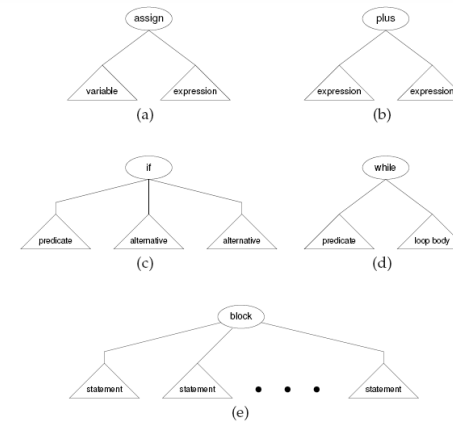 assign
plus
variable expression
expression expression
(a)
(b)
if
while
predicate alternative alternative
predicate loop body
(c)
(d)
block
statement statement • • • statement
(e)